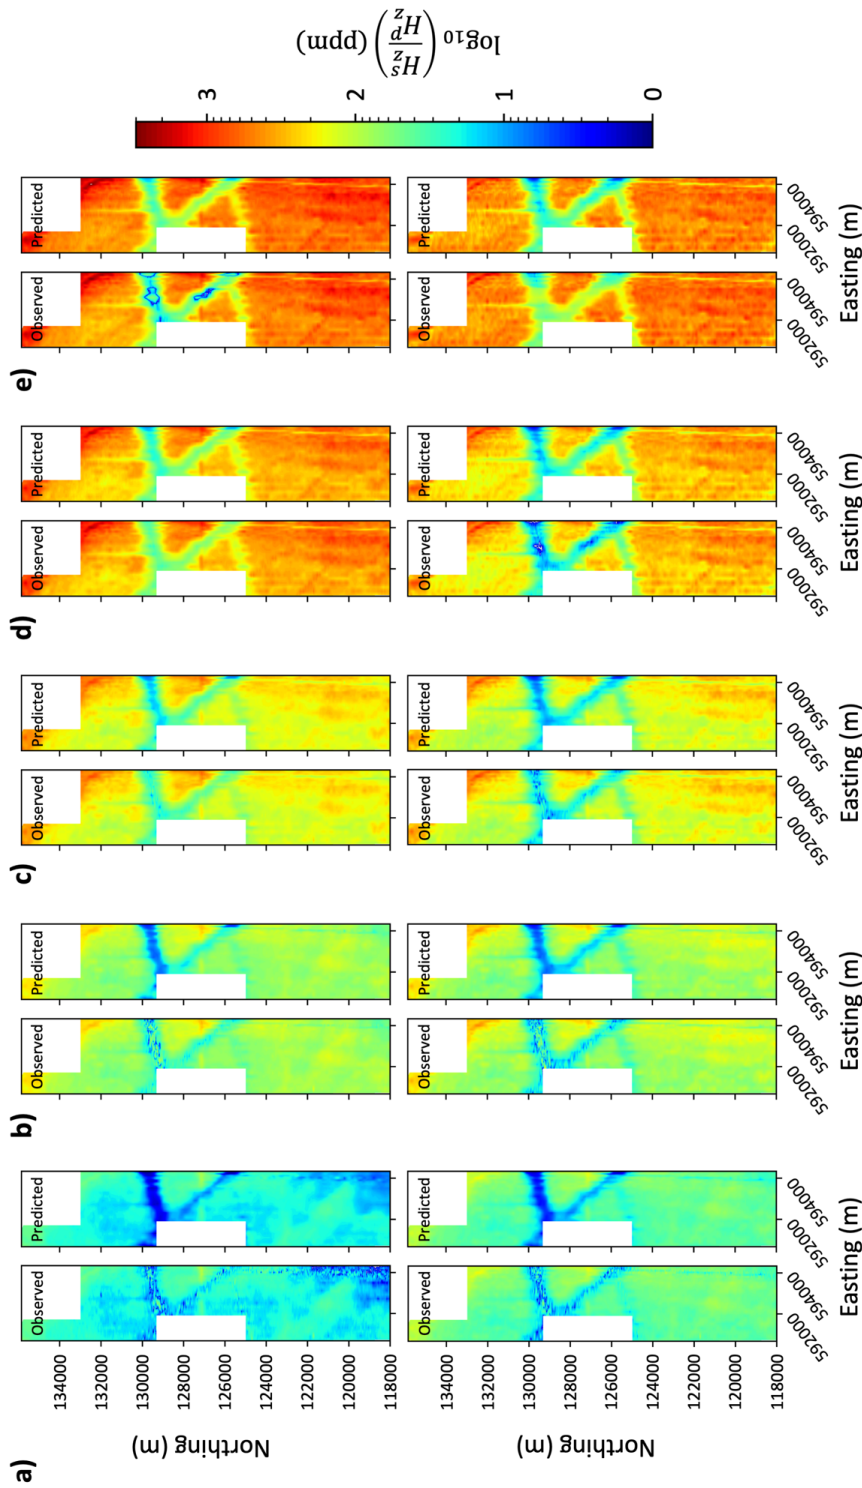 a) b) c) d) e)
Observed Predicted Observed Predicted Observed Predicted Observed Predicted Observed Predicted
134000
132000
130000
128000
126000
124000
122000
120000
118000
Northing (m)
Observed Predicted Observed Predicted Observed Predicted Observed Predicted Observed Predicted
134000
132000
130000
128000
126000
124000
122000
120000
118000
Northing (m)
592000 594000 592000 594000 592000 594000 592000 594000 592000 594000 592000 594000 592000 594000 592000 594000 592000 594000 592000 594000
Easting (m) Easting (m) Easting (m) Easting (m) Easting (m)
3
2
1
0
log₁₀ (Hᶻₛ / Hᶻₚ) (ppm)